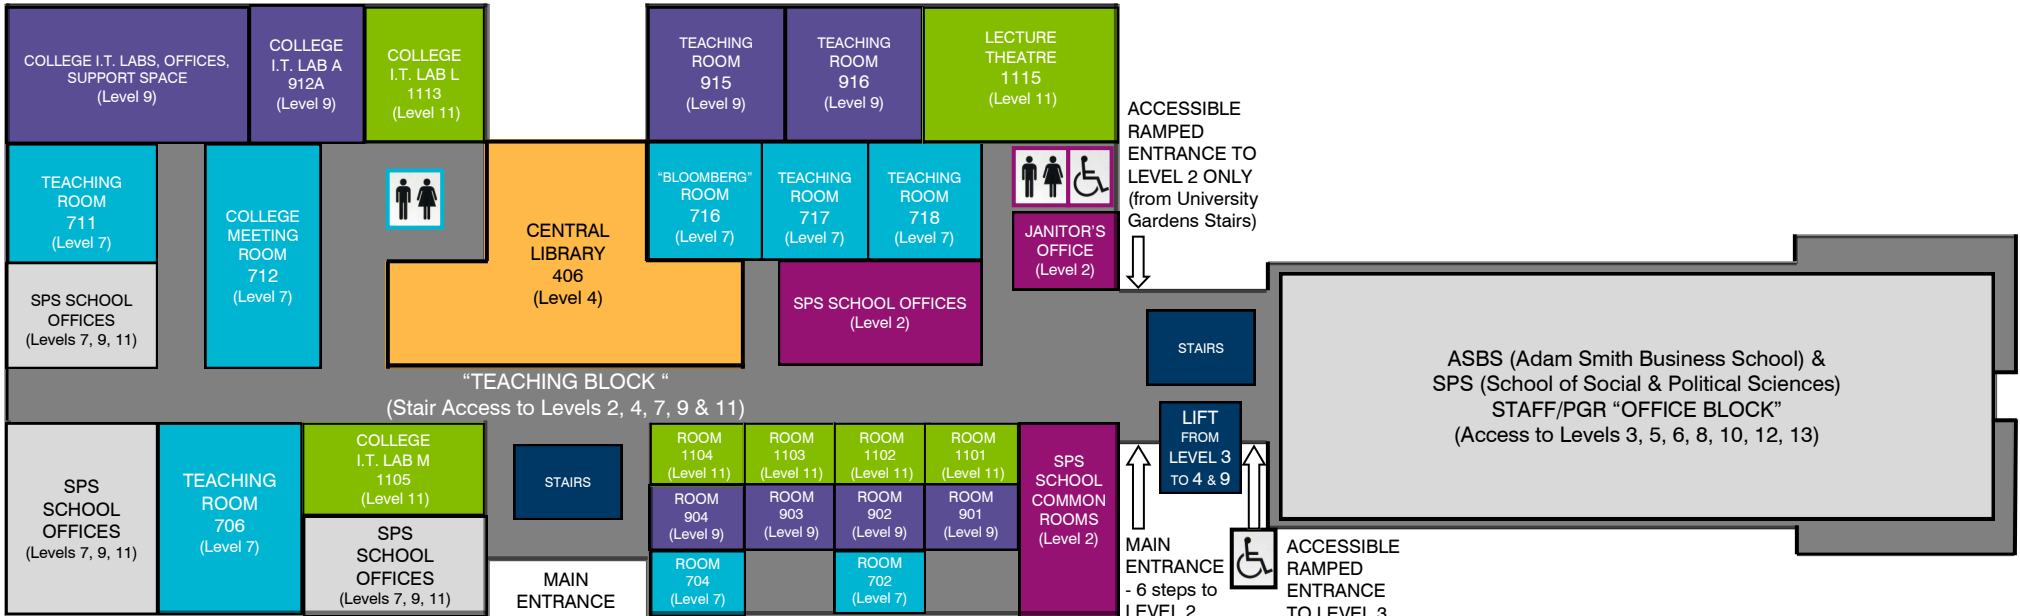 COLLEGE I.T. LABS, OFFICES,
SUPPORT SPACE
(Level 9)
COLLEGE
I.T. LAB A
912A
(Level 9)
COLLEGE
I.T. LAB L
1113
(Level 11)
TEACHING
ROOM
915
(Level 9)
TEACHING
ROOM
916
(Level 9)
LECTURE
THEATRE
1115
(Level 11)
ACCESSIBLE
RAMPED
ENTRANCE TO
LEVEL 2 ONLY
(from University
Gardens Stairs)
TEACHING
ROOM
711
(Level 7)
COLLEGE
MEETING
ROOM
712
(Level 7)
CENTRAL
LIBRARY
406
(Level 4)
“BLOOMBERG”
ROOM
716
(Level 7)
TEACHING
ROOM
717
(Level 7)
TEACHING
ROOM
718
(Level 7)
JANITOR’S
OFFICE
(Level 2)
SPS SCHOOL
OFFICES
(Levels 7, 9, 11)
SPS SCHOOL OFFICES
(Level 2)
STAIRS
ASBS (Adam Smith Business School) &
SPS (School of Social & Political Sciences)
STAFF/PGR “OFFICE BLOCK”
(Access to Levels 3, 5, 6, 8, 10, 12, 13)
“TEACHING BLOCK “
(Stair Access to Levels 2, 4, 7, 9 & 11)
LIFT
FROM
LEVEL 3
TO 4 & 9
SPS
SCHOOL
OFFICES
(Levels 7, 9, 11)
TEACHING
ROOM
706
(Level 7)
COLLEGE
I.T. LAB M
1105
(Level 11)
SPS
SCHOOL
OFFICES
(Levels 7, 9, 11)
STAIRS
MAIN
ENTRANCE
ROOM
1104
(Level 11)
ROOM
1103
(Level 11)
ROOM
1102
(Level 11)
ROOM
1101
(Level 11)
ROOM
904
(Level 9)
ROOM
903
(Level 9)
ROOM
902
(Level 9)
ROOM
901
(Level 9)
ROOM
704
(Level 7)
ROOM
702
(Level 7)
SPS
SCHOOL
COMMON
ROOMS
(Level 2)
MAIN
ENTRANCE
- 6 steps to
LEVEL 2
ACCESSIBLE
RAMPED
ENTRANCE
TO LEVEL 3